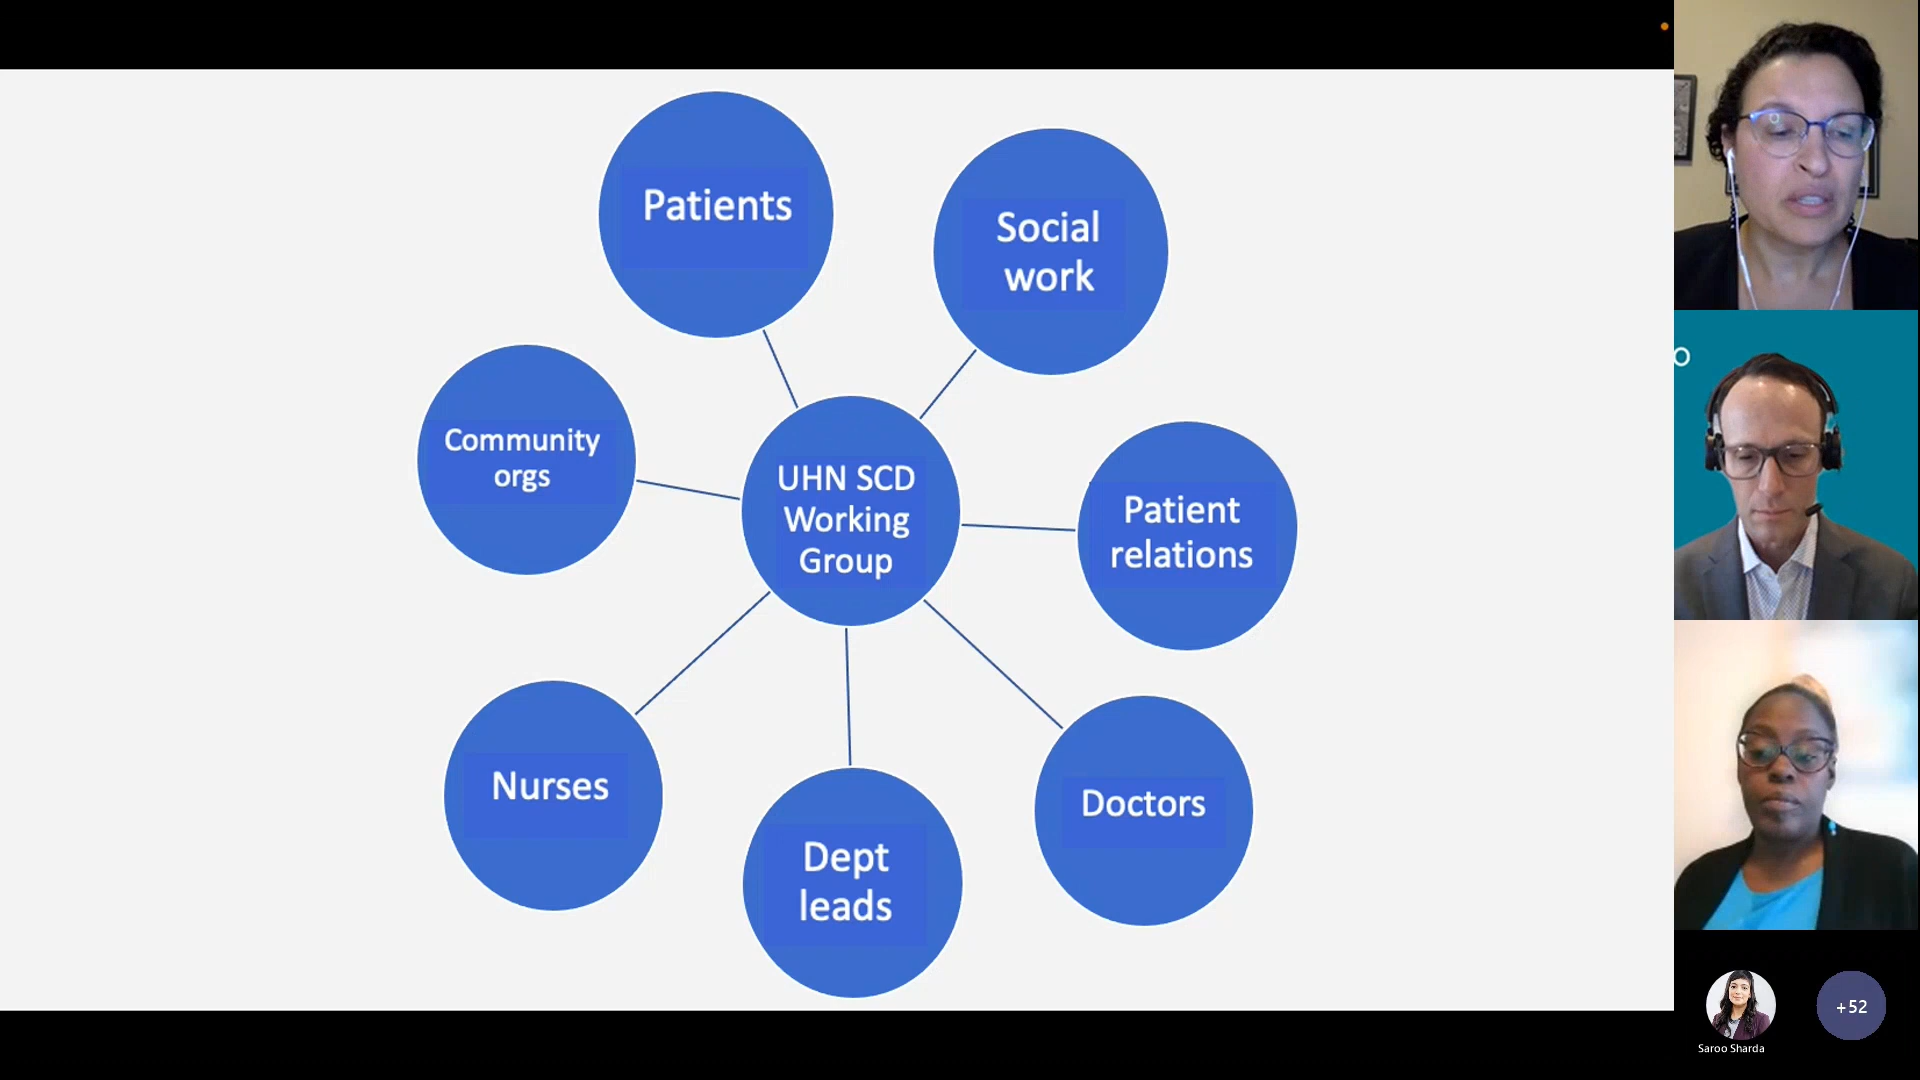 Patients
Social
work
Community
orgs
UHN SCD
Working
Group
Patient
relations
Nurses
Doctors
Dept
leads
o
Saroo Sharda
+52